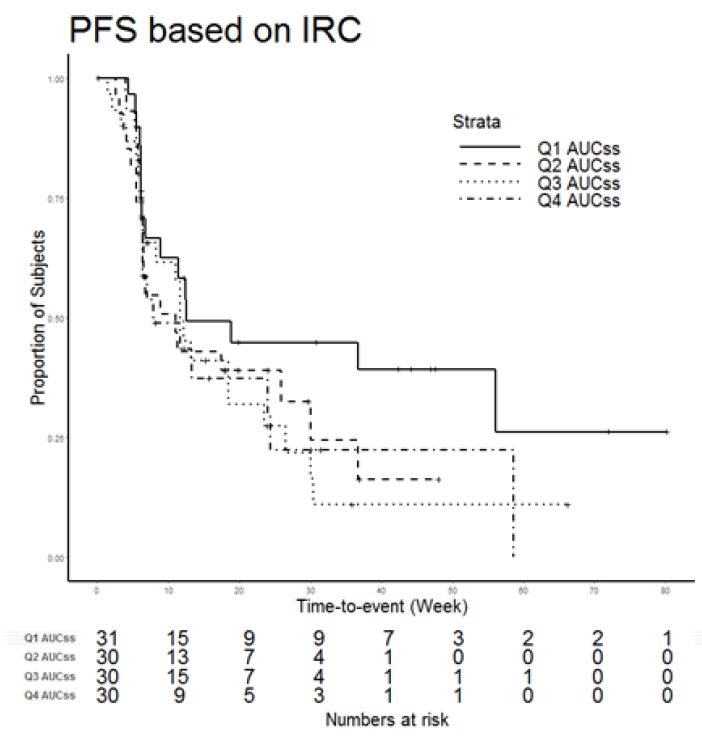 PFS based on IRC
1.00
0.75
0.50
0.25
0.00
Proportion of Subjects
Strata
Q1 AUCss
Q2 AUCss
Q3 AUCss
Q4 AUCss
0 10 20 30 40 50 60 70 80
Time-to-event (Week)
Q1 AUCss 31 15 9 9 7 3 2 2 1
Q2 AUCss 30 13 7 4 1 0 0 0 0
Q3 AUCss 30 15 7 4 1 1 1 0 0
Q4 AUCss 30 9 5 3 1 1 0 0 0
Numbers at risk